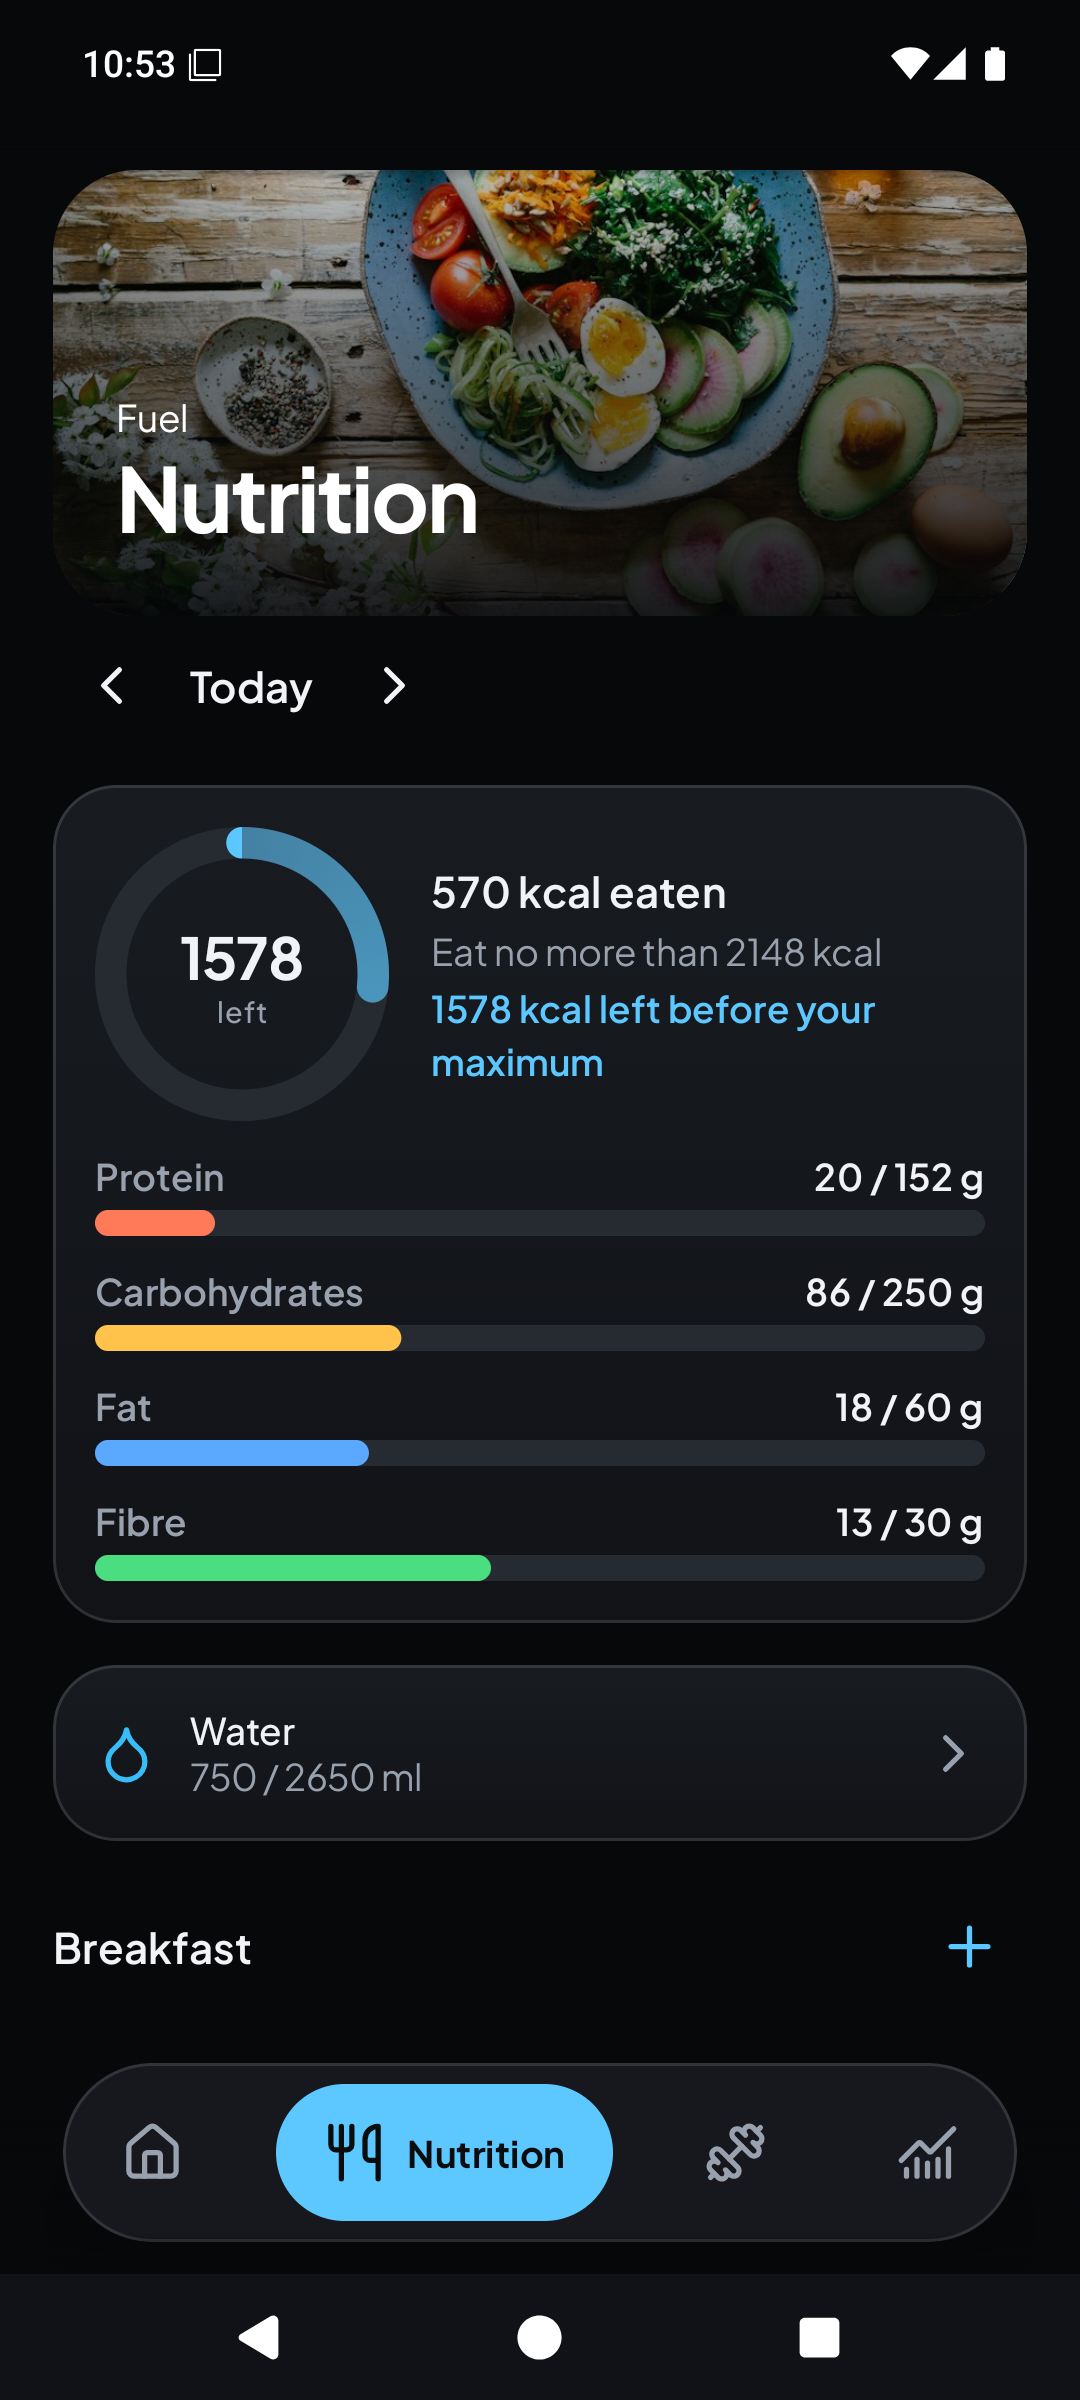 10:53
Fuel
Nutrition
Today
1578
left
570 kcal eaten
Eat no more than 2148 kcal
1578 kcal left before your
maximum
Protein
20 / 152 g
Carbohydrates
86 / 250 g
Fat
18 / 60 g
Fibre
13 / 30 g
Water
750 / 2650 ml
Breakfast
Nutrition